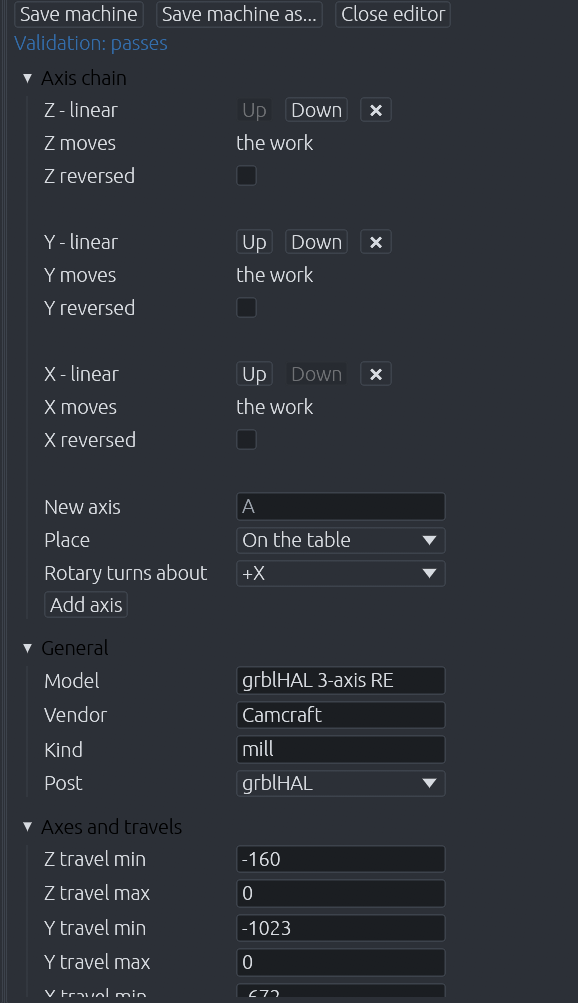 Save machine Save machine as... Close editor
Validation: passes
Axis chain
Z - linear Up Down ×
Z moves the work
Z reversed
Y - linear Up Down ×
Y moves the work
Y reversed
X - linear Up Down ×
X moves the work
X reversed
New axis A
Place On the table
Rotary turns about +X
Add axis
General
Model grblHAL 3-axis RE
Vendor Camcraft
Kind mill
Post grblHAL
Axes and travels
Z travel min -160
Z travel max 0
Y travel min -1023
Y travel max 0
X travel min -672